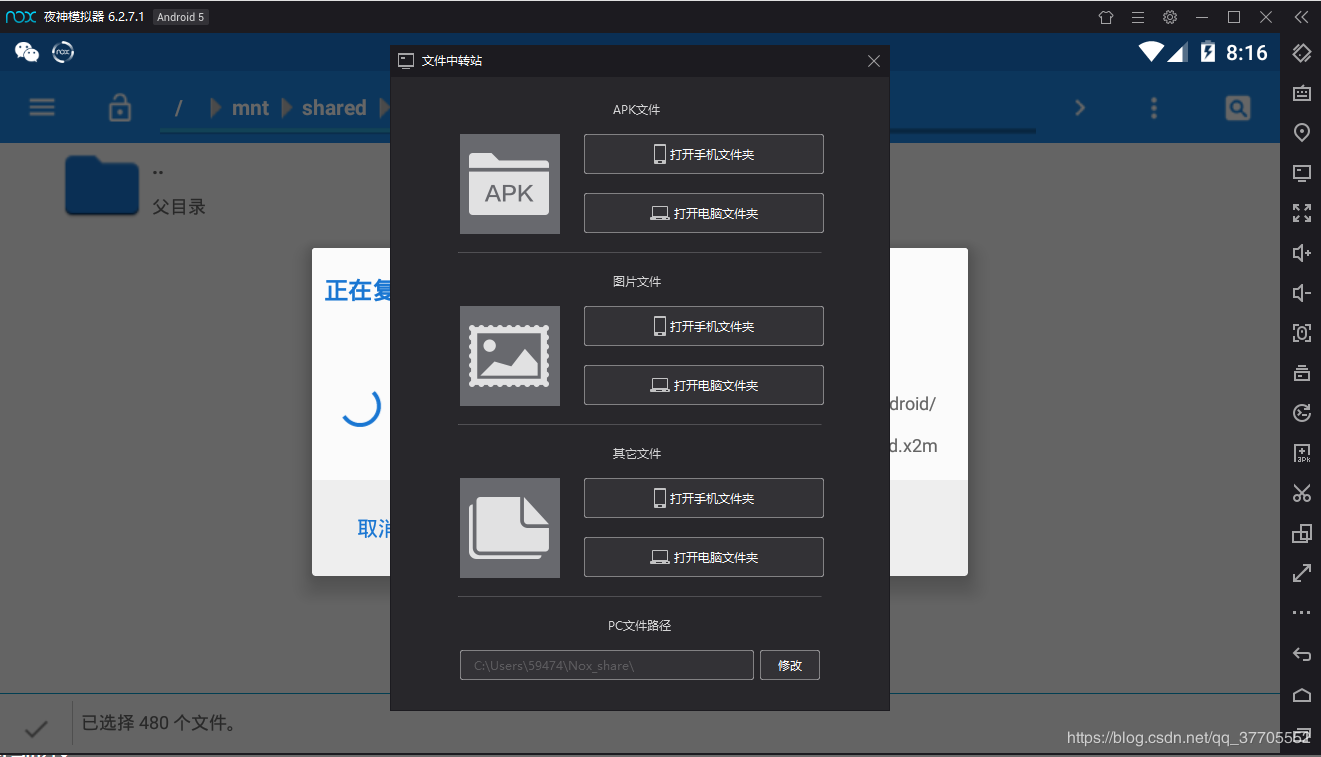 nox 夜神模拟器 6.2.7.1 Android 5
nox 8:16
文件中转站
/ mnt shared
APK文件
APK
打开手机文件夹
打开电脑文件夹
..
父目录
图片文件
打开手机文件夹
打开电脑文件夹
正在复
droid/
d.x2m
其它文件
打开手机文件夹
打开电脑文件夹
取消
PC文件路径
C:\Users\59474\Nox_share\ 修改
已选择 480 个文件。
https://blog.csdn.net/qq_37705552